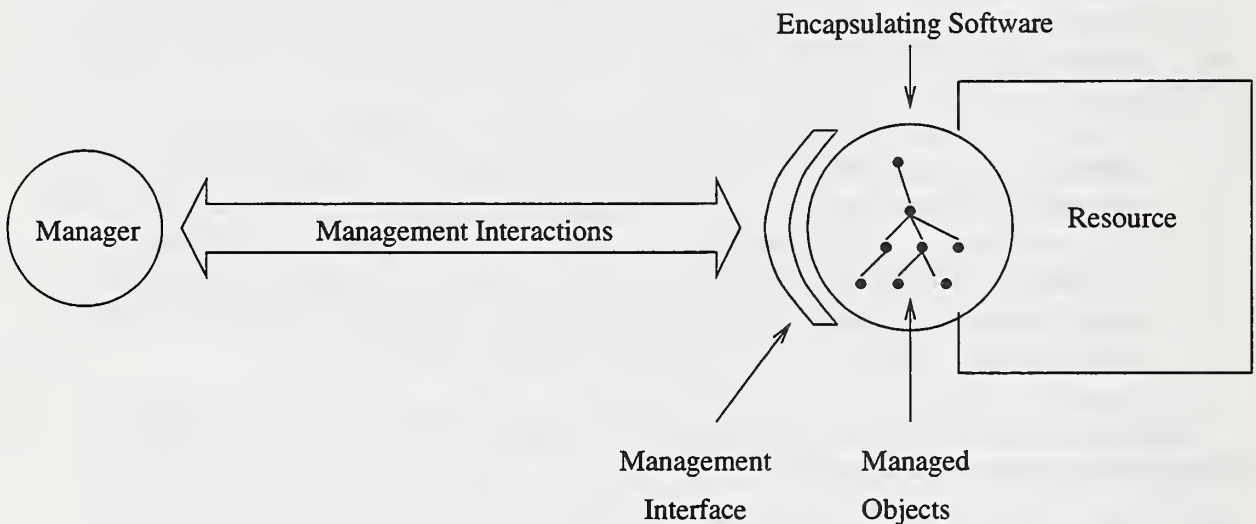 Encapsulating Software
Manager
Management Interactions
Resource
Management
Interface
Managed
Objects